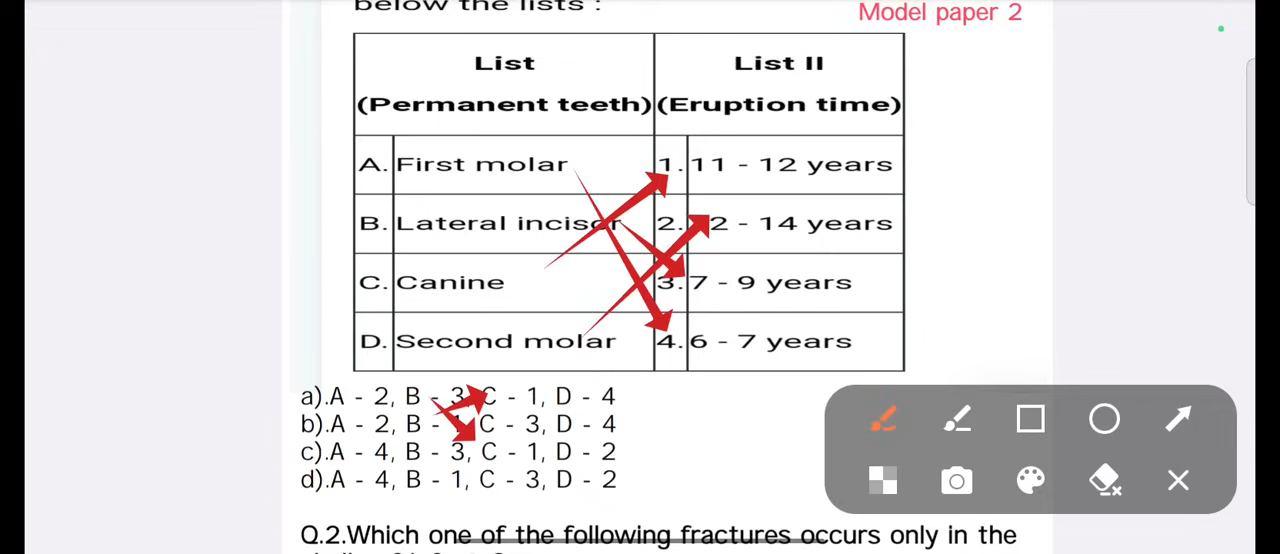 below the lists :
Model paper 2
List
List II
(Permanent teeth)
(Eruption time)
A. First molar
1. 11 - 12 years
B. Lateral incisor
2. 2 - 14 years
C. Canine
3. 7 - 9 years
D. Second molar
4. 6 - 7 years
a).A - 2, B - 3, C - 1, D - 4
b).A - 2, B - 1, C - 3, D - 4
c).A - 4, B - 3, C - 1, D - 2
d).A - 4, B - 1, C - 3, D - 2
Q.2.Which one of the following fractures occurs only in the